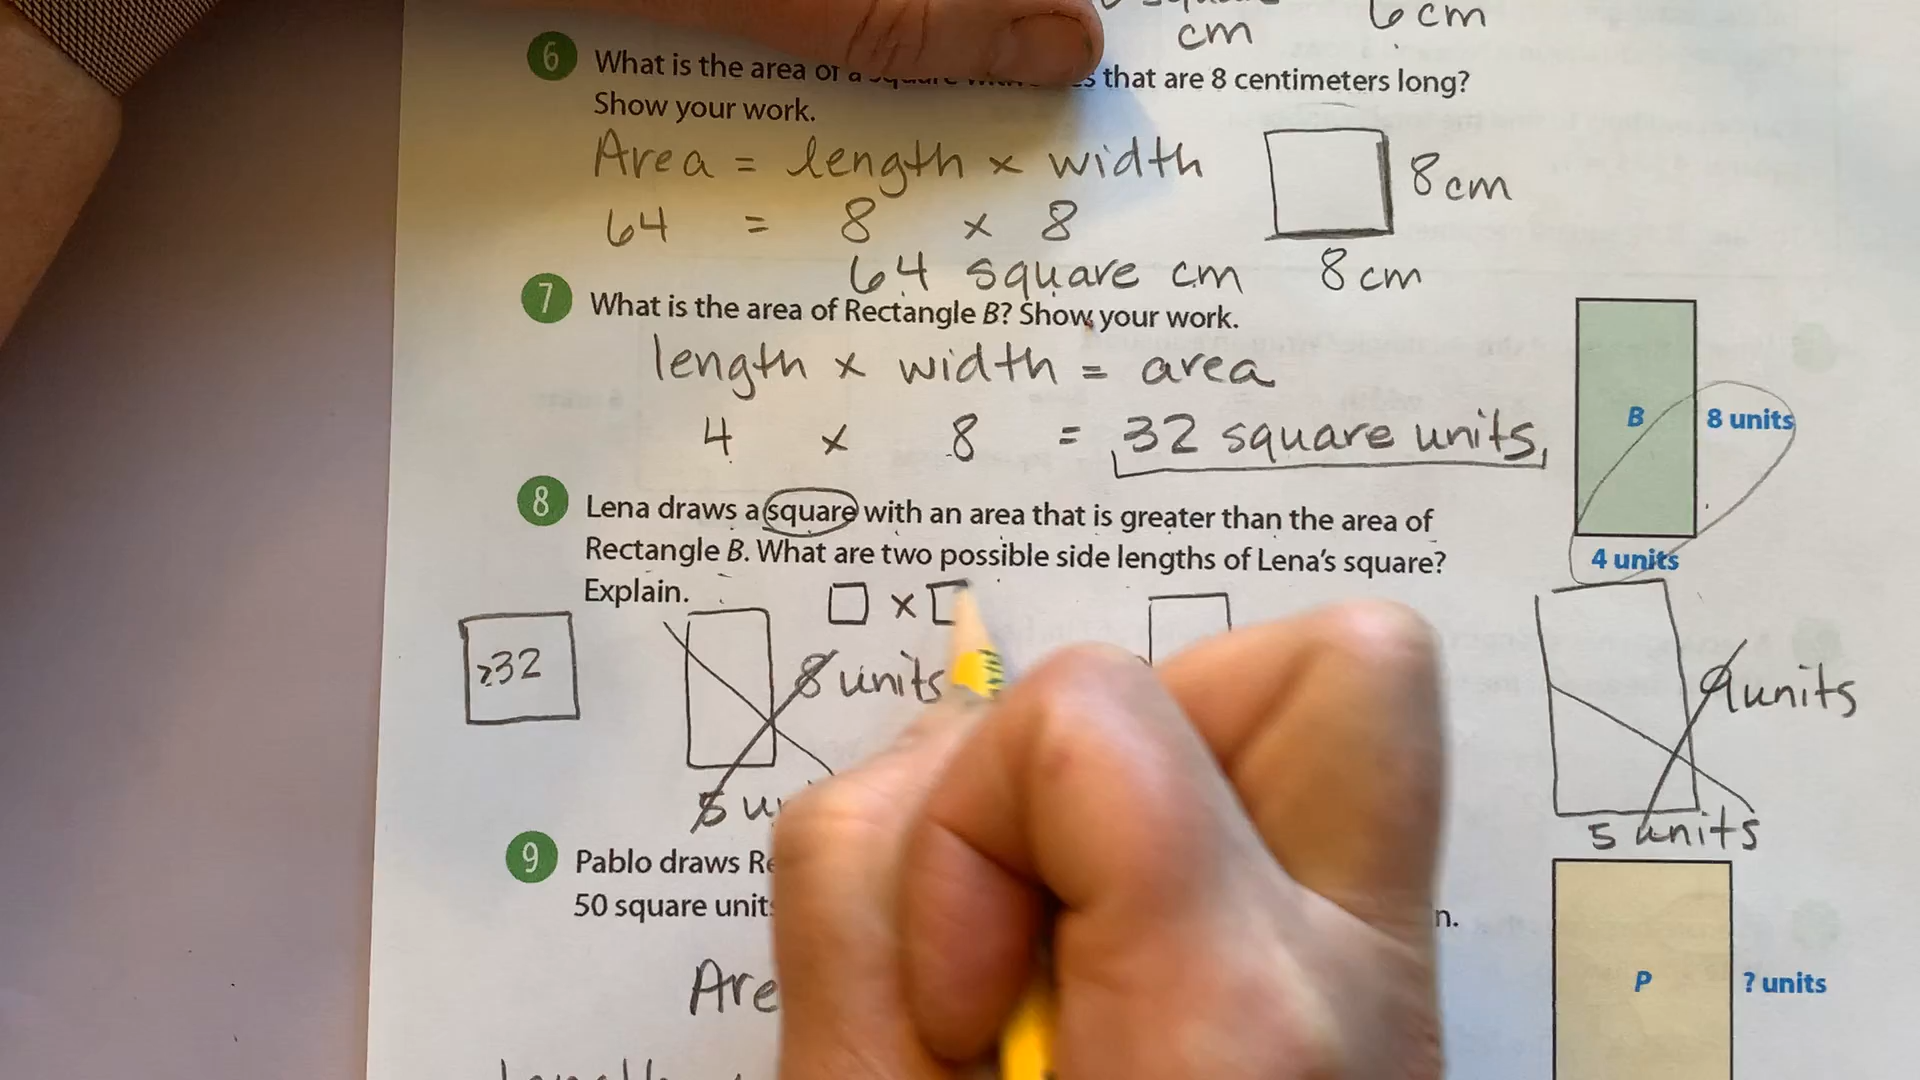 6 cm
cm
6 What is the area of a that are 8 centimeters long?
Show your work.
Area = length x width
8 cm
64 = 8 x 8
64 square cm 8 cm
7 What is the area of Rectangle B? Show your work.
length x width = area
B 8 units
4 x 8 = 32 square units
8 Lena draws a square with an area that is greater than the area of
Rectangle B. What are two possible side lengths of Lena's square?
4 units
Explain.
□ x □
>32
8 units
9 units
5
5 units
9 Pablo draws
50 square
n.
P ? units